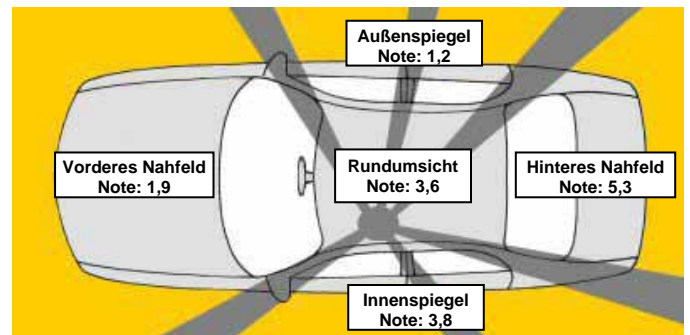 Außenspiegel
Note: 1,2
Vorderes Nahfeld
Note: 1,9
Rundumsicht
Note: 3,6
Hinteres Nahfeld
Note: 5,3
Innenspiegel
Note: 3,8